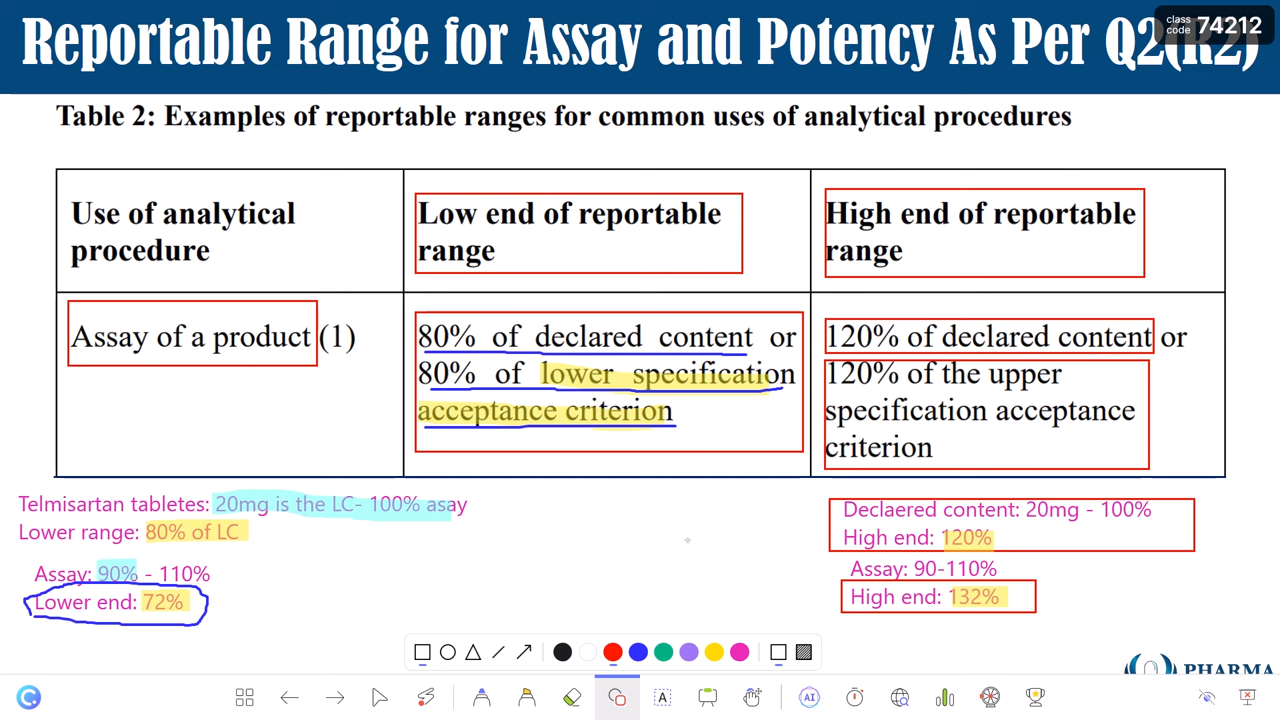 Reportable Range for Assay and Potency As Per Q2(R2)
class code 74212
Table 2: Examples of reportable ranges for common uses of analytical procedures
Use of analytical
procedure
Low end of reportable
range
High end of reportable
range
Assay of a product (1)
80% of declared content or
80% of lower specification
acceptance criterion
120% of declared content or
120% of the upper
specification acceptance
criterion
Telmisartan tabletes: 20mg is the LC- 100% asay
Lower range: 80% of LC
Assay: 90% - 110%
Lower end: 72%
Declaered content: 20mg - 100%
High end: 120%
Assay: 90-110%
High end: 132%
PHARMA
A
AI